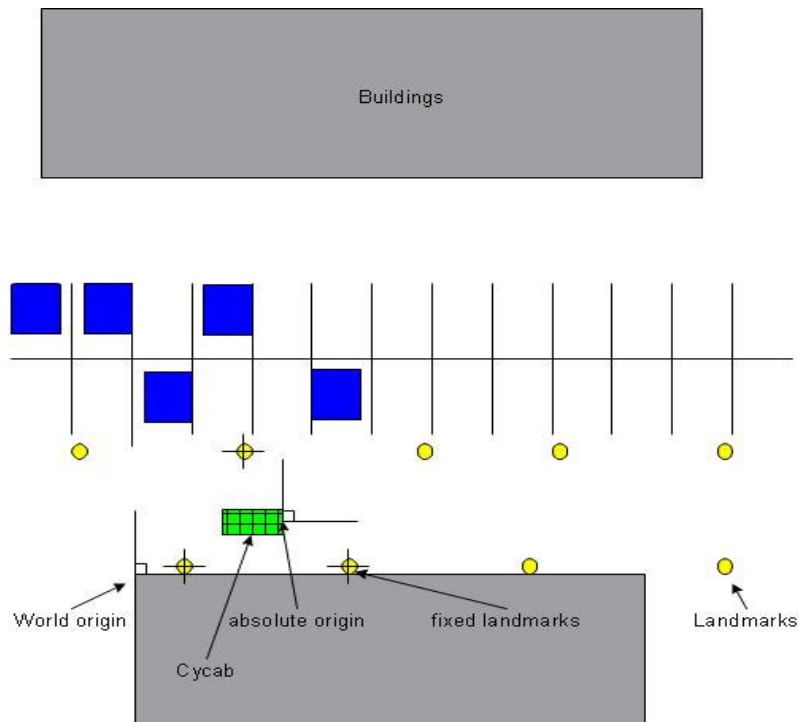 Buildings
World origin
absolute origin
fixed landmarks
Landmarks
Cycab